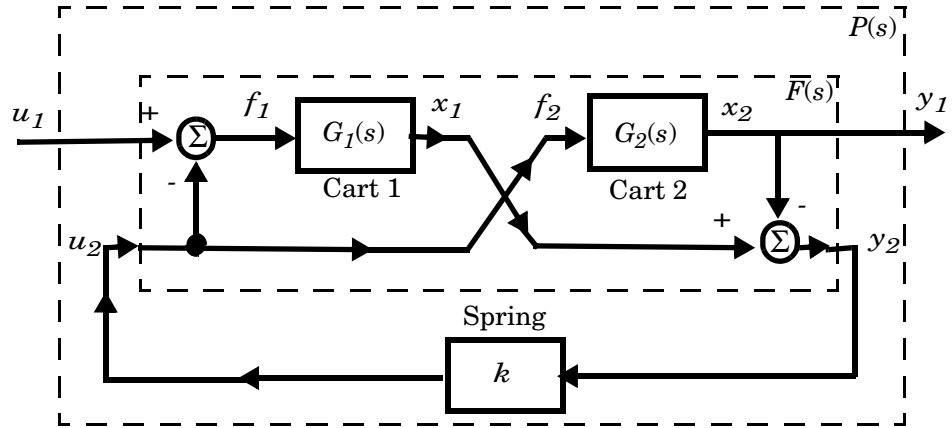 P(s)
F(s)
u1
+
Σ
-
f1
G1(s)
Cart 1
x1
f2
G2(s)
Cart 2
x2
y1
u2
+
-
Σ
y2
Spring
k